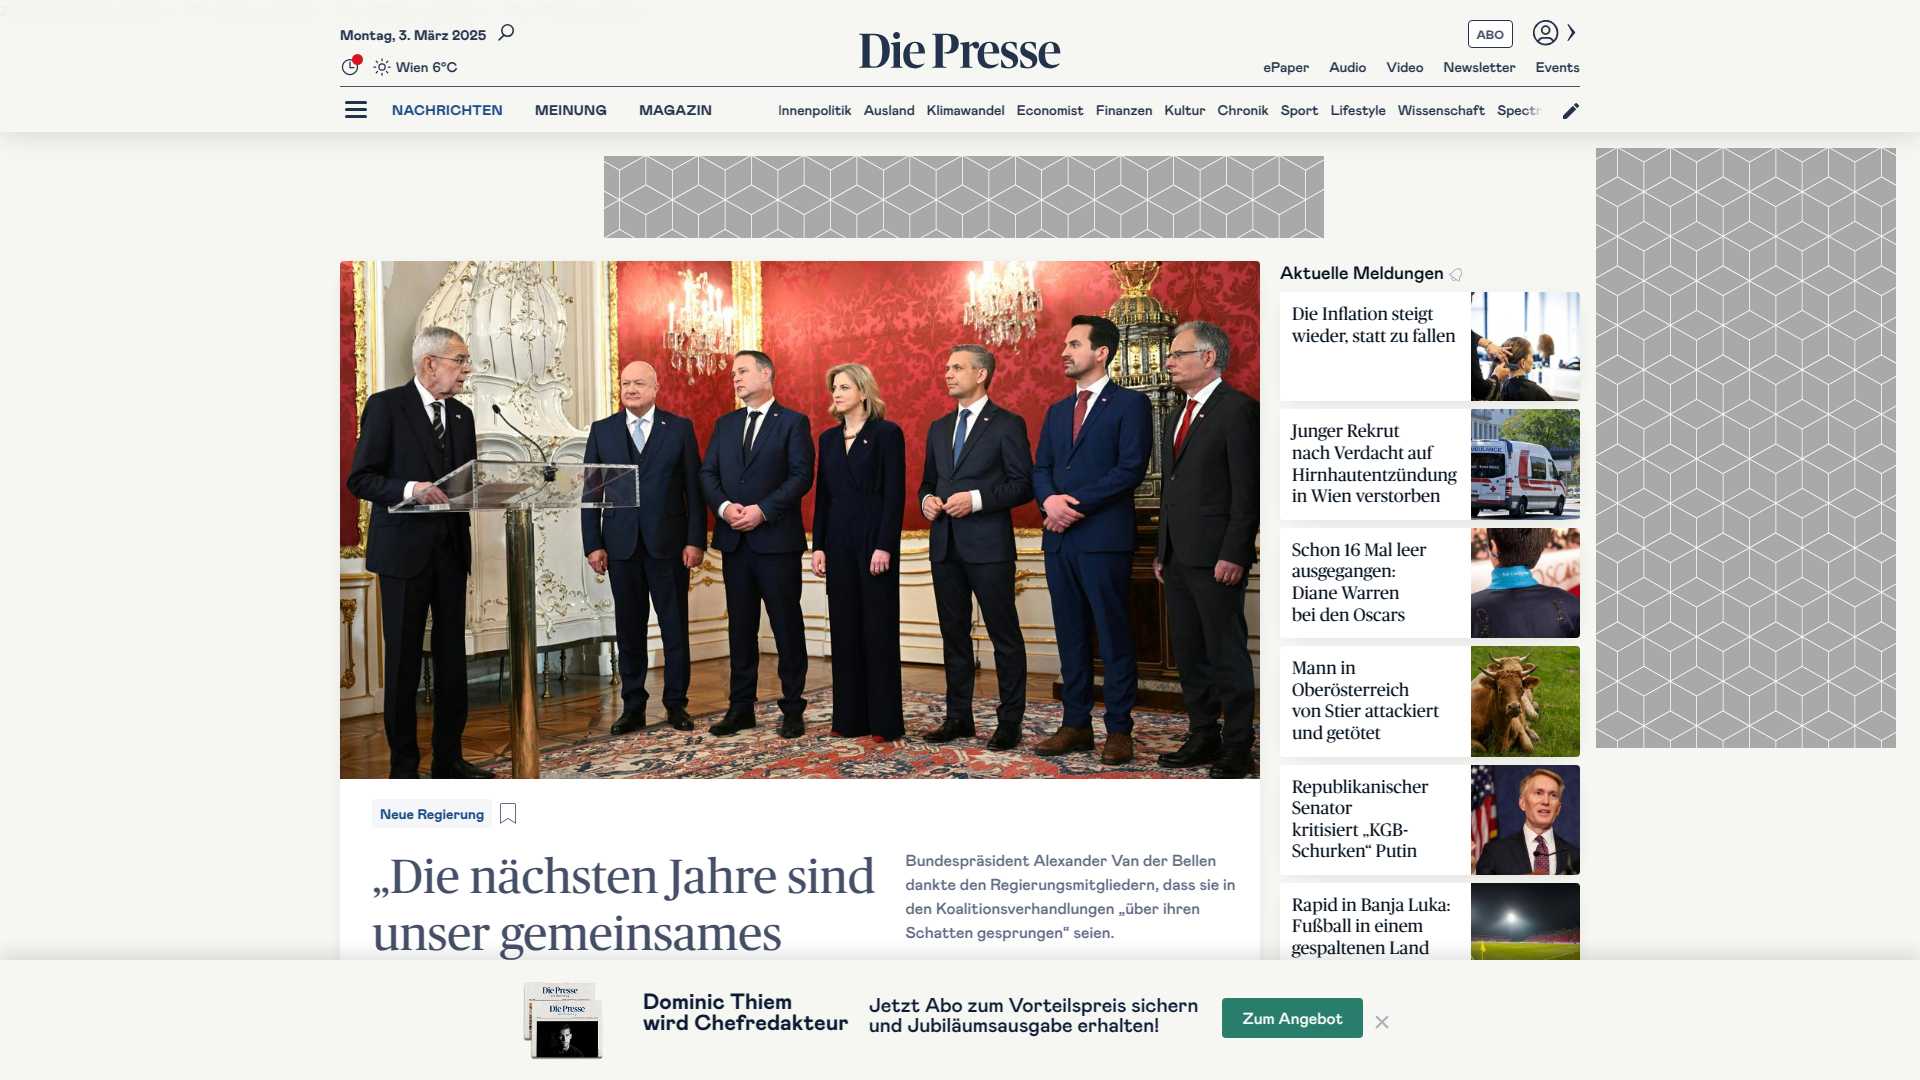 Montag, 3. März 2025
Die Presse
ABO
Wien 6°C
ePaper Audio Video Newsletter Events
NACHRICHTEN MEINUNG MAGAZIN
Innenpolitik Ausland Klimawandel Economist Finanzen Kultur Chronik Sport Lifestyle Wissenschaft
Aktuelle Meldungen
Die Inflation steigt
wieder, statt zu fallen
Junger Rekrut
nach Verdacht auf
Hirnhautentzündung
in Wien verstorben
Schon 16 Mal leer
ausgegangen:
Diane Warren
bei den Oscars
Mann in
Oberösterreich
von Stier attackiert
und getötet
Republikanischer
Senator
kritisiert „KGB-
Schurken“ Putin
Rapid in Banja Luka:
Fußball in einem
gespaltenen Land
Neue Regierung
„Die nächsten Jahre sind
unser gemeinsames
Bundespräsident Alexander Van der Bellen
dankte den Regierungsmitgliedern, dass sie in
den Koalitionsverhandlungen „über ihren
Schatten gesprungen“ seien.
Die Presse
Die Presse
Dominic Thiem
wird Chefredakteur
Jetzt Abo zum Vorteilspreis sichern
und Jubiläumsausgabe erhalten!
Zum Angebot